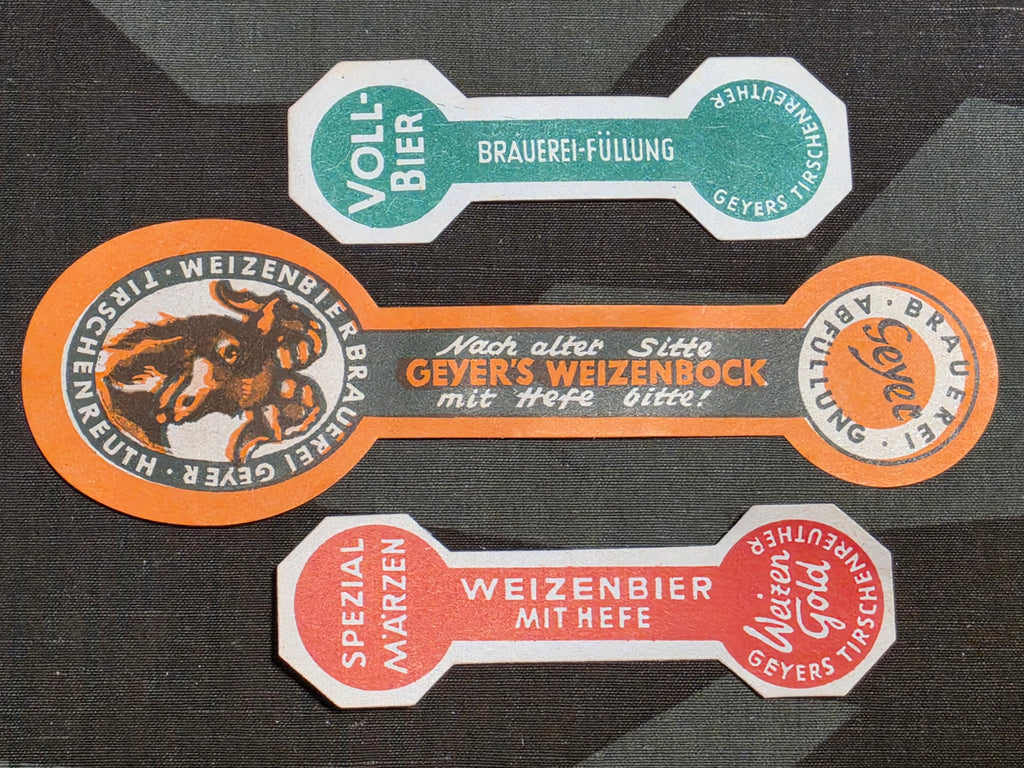 VOLL-
BIER
BRAUEREI-FÜLLUNG
GEYERS TIRSCHENREUTHER
WEIZENBIERBRAUEREI GEYER · TIRSCHENREUTH ·
Nach alter Sitte
GEYER'S WEIZENBOCK
mit Hefe bitte!
BRAUEREI · ABFÜLLUNG ·
Geyer
SPEZIAL
MÄRZEN
WEIZENBIER
MIT HEFE
Weizen
Gold
GEYERS TIRSCHENREUTHER